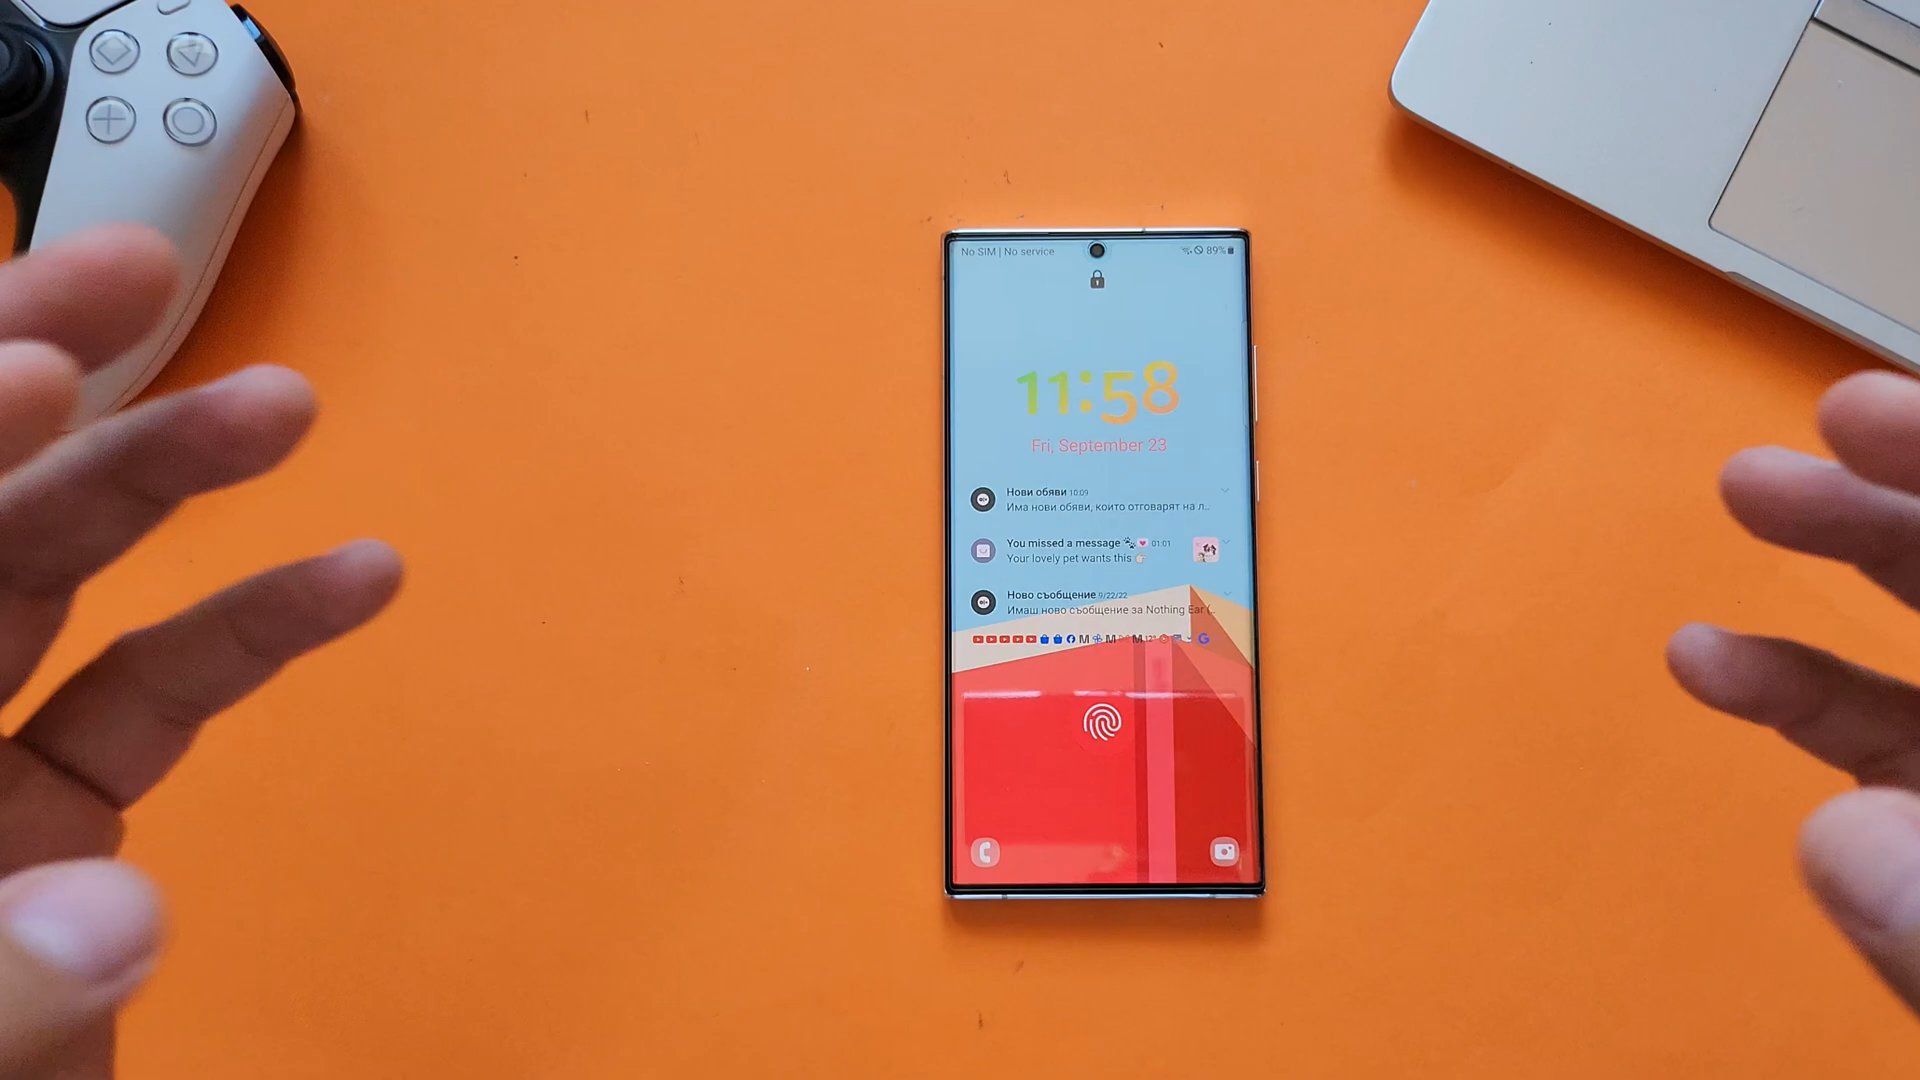 No SIM | No service
89%
11:58
Fri, September 23
Нови обяви 10:09
Има нови обяви, които отговарят на л..
You missed a message 01:01
Your lovely pet wants this
Ново съобщение 9/22/22
Имаш ново съобщение за Nothing Ear (..
12°